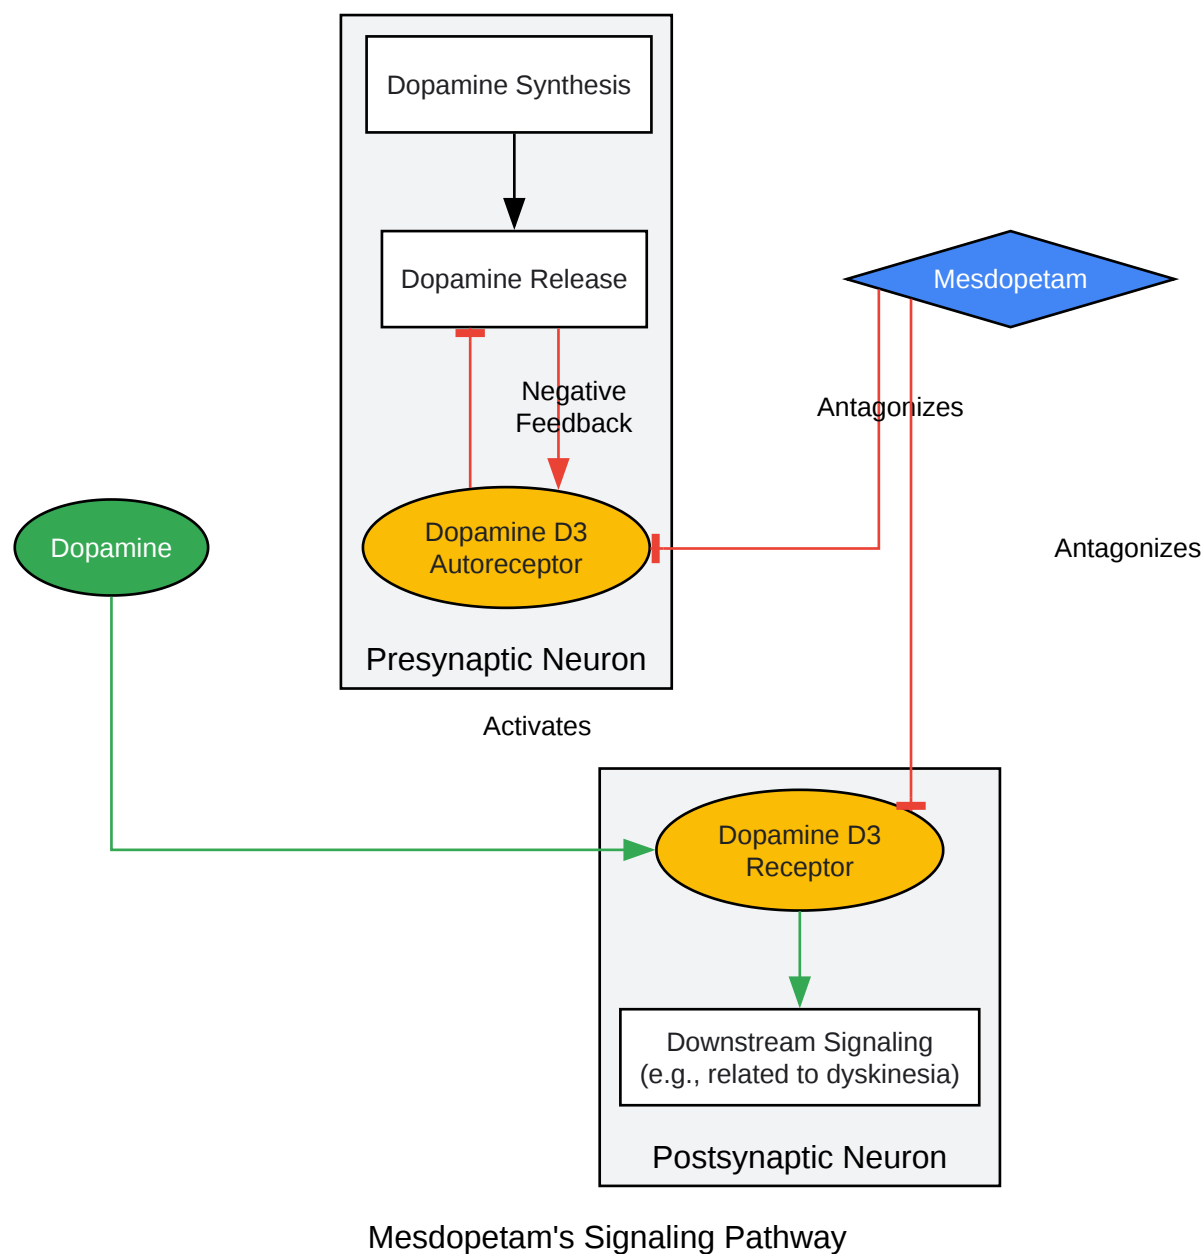 Dopamine Synthesis
Dopamine Release
Mesdopetam
Negative
Feedback
Antagonizes
Dopamine
Dopamine D3
Autoreceptor
Antagonizes
Presynaptic Neuron
Activates
Dopamine D3
Receptor
Downstream Signaling
(e.g., related to dyskinesia)
Postsynaptic Neuron
Mesdopetam's Signaling Pathway